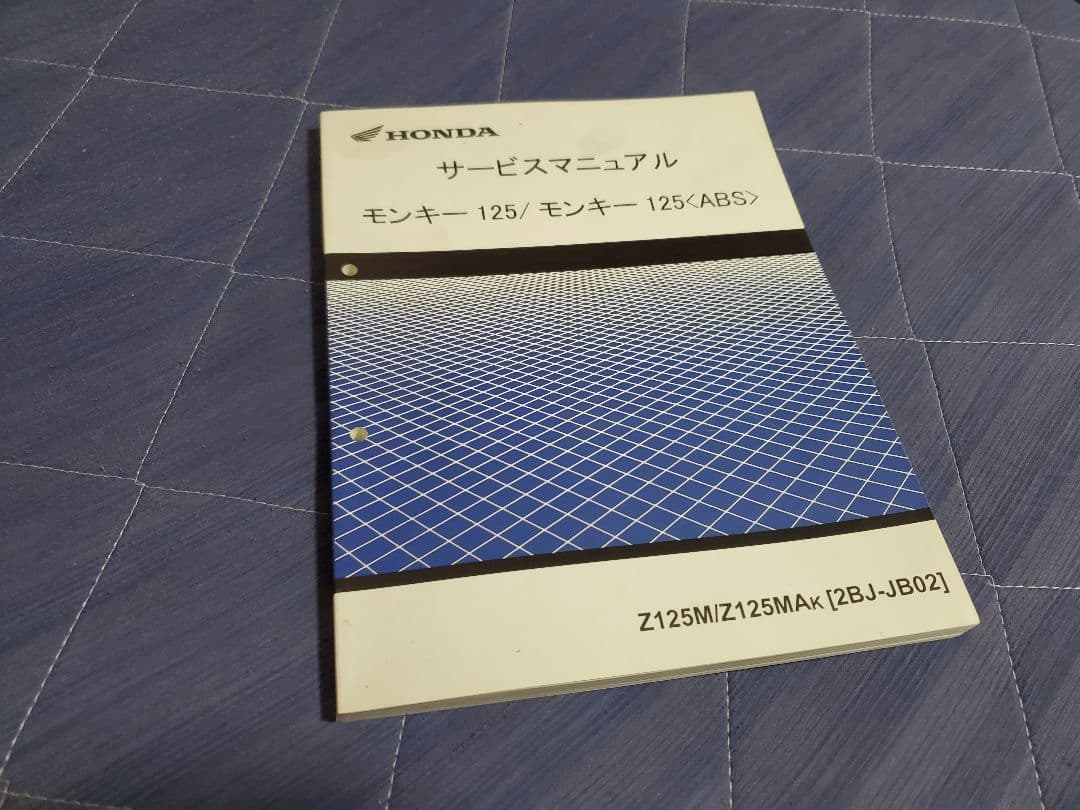 HONDA
サービスマニュアル
モンキー 125/ モンキー 125<ABS>
Z125M/Z125MAK [2BJ-JB02]